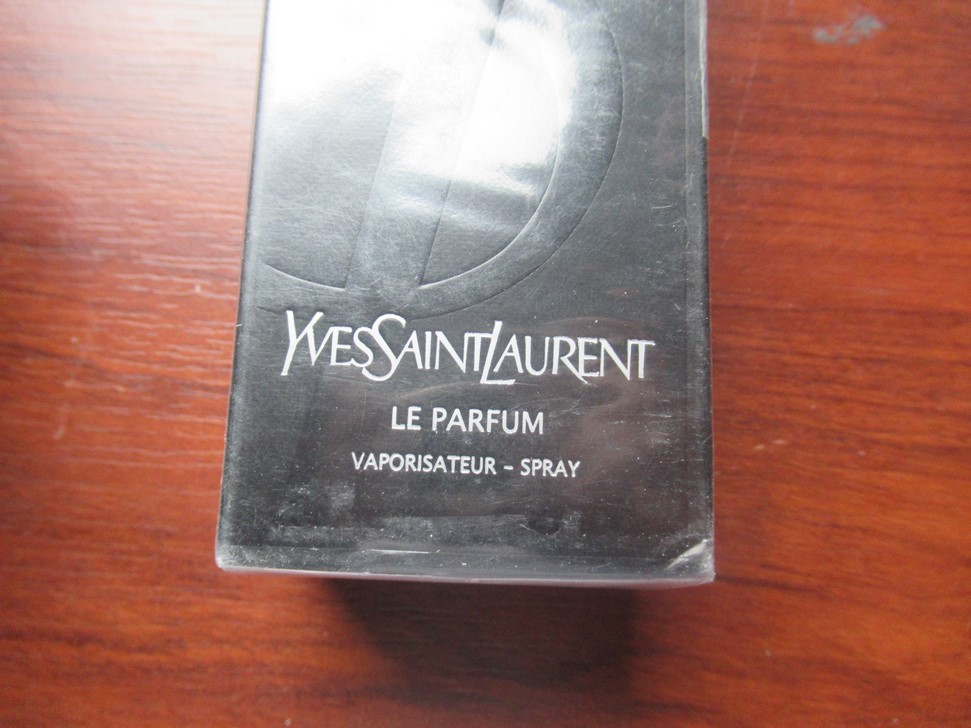 YVESSAINTLAURENT
LE PARFUM
VAPORISATEUR – SPRAY